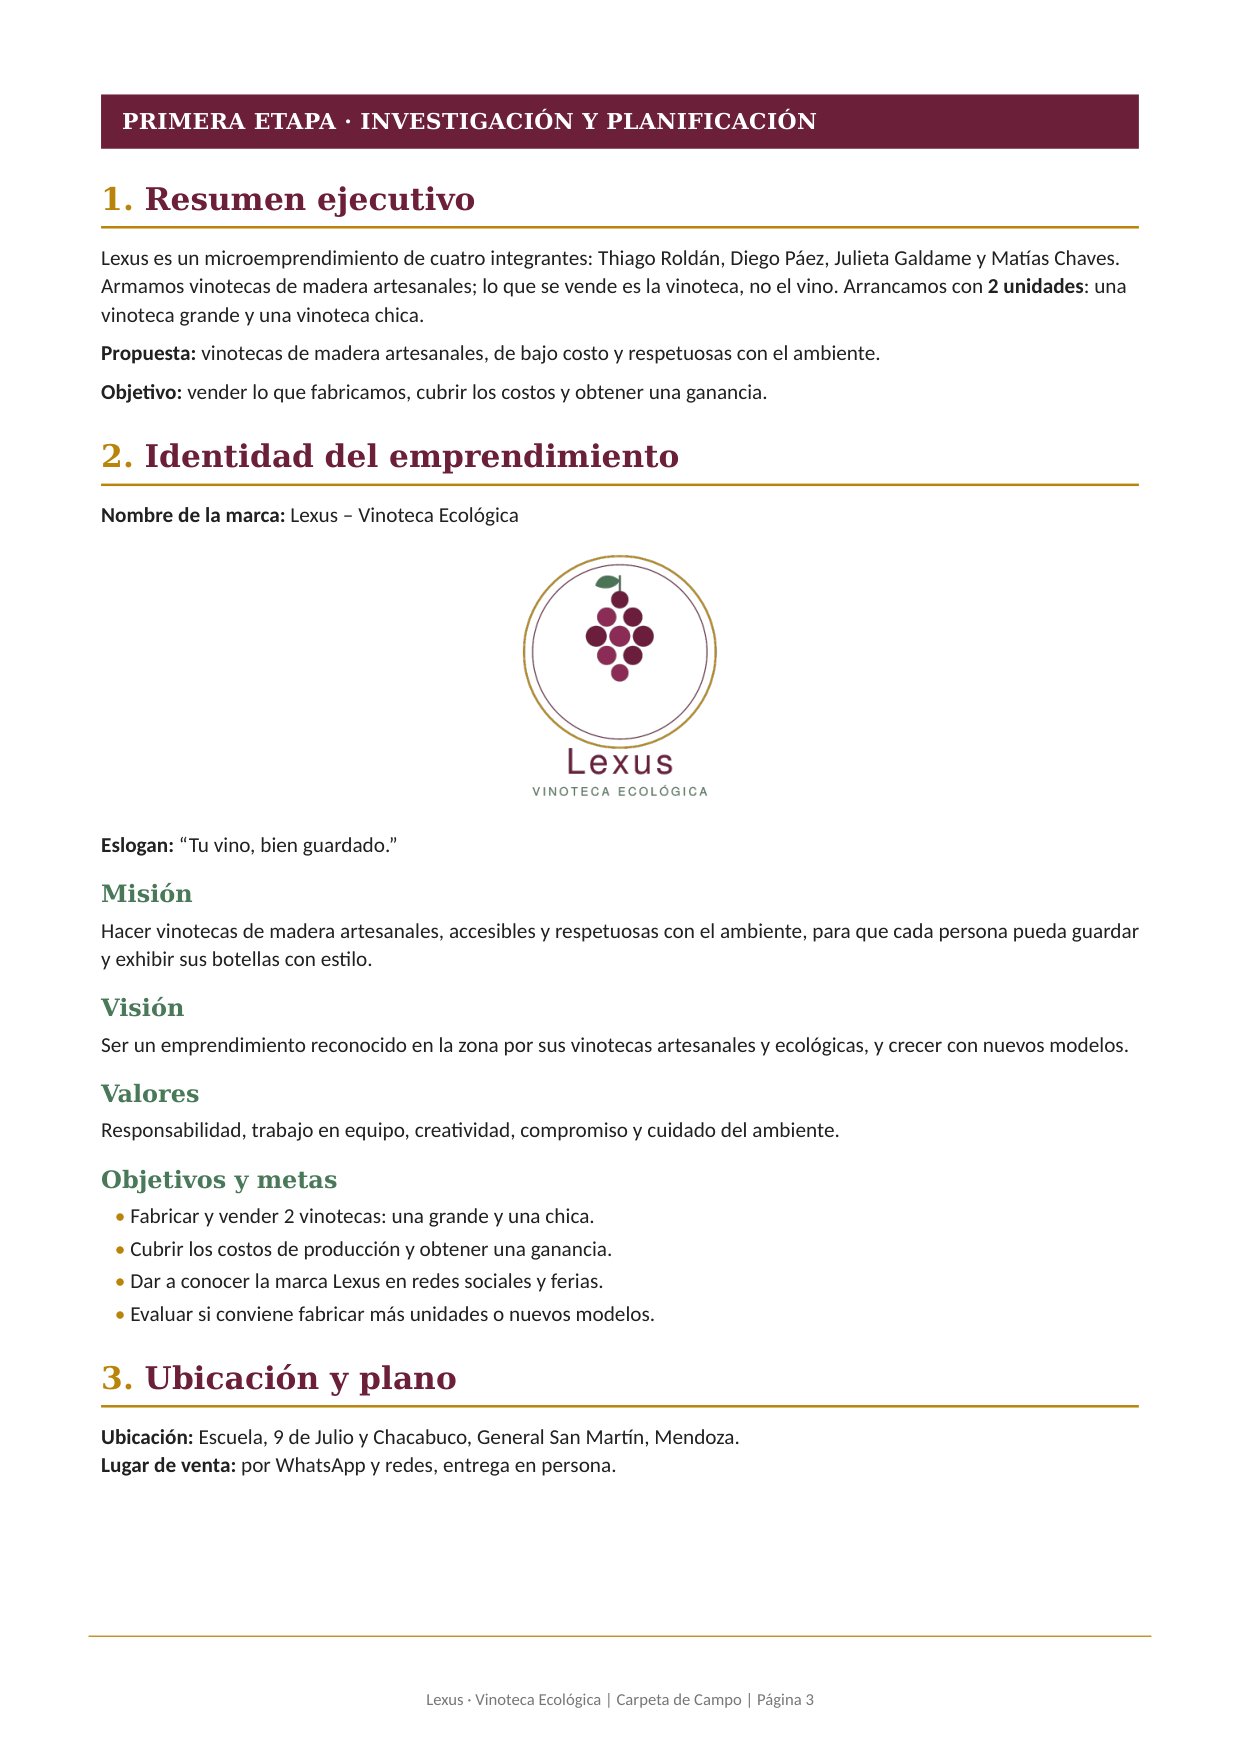 PRIMERA ETAPA · INVESTIGACIÓN Y PLANIFICACIÓN
1. Resumen ejecutivo
Lexus es un microemprendimiento de cuatro integrantes: Thiago Roldán, Diego Páez, Julieta Galdame y Matías Chaves.
Armamos vinotecas de madera artesanales; lo que se vende es la vinoteca, no el vino. Arrancamos con 2 unidades: una
vinoteca grande y una vinoteca chica.
Propuesta: vinotecas de madera artesanales, de bajo costo y respetuosas con el ambiente.
Objetivo: vender lo que fabricamos, cubrir los costos y obtener una ganancia.
2. Identidad del emprendimiento
Nombre de la marca: Lexus – Vinoteca Ecológica
Lexus
VINOTECA ECOLÓGICA
Eslogan: “Tu vino, bien guardado.”
Misión
Hacer vinotecas de madera artesanales, accesibles y respetuosas con el ambiente, para que cada persona pueda guardar
y exhibir sus botellas con estilo.
Visión
Ser un emprendimiento reconocido en la zona por sus vinotecas artesanales y ecológicas, y crecer con nuevos modelos.
Valores
Responsabilidad, trabajo en equipo, creatividad, compromiso y cuidado del ambiente.
Objetivos y metas
• Fabricar y vender 2 vinotecas: una grande y una chica.
• Cubrir los costos de producción y obtener una ganancia.
• Dar a conocer la marca Lexus en redes sociales y ferias.
• Evaluar si conviene fabricar más unidades o nuevos modelos.
3. Ubicación y plano
Ubicación: Escuela, 9 de Julio y Chacabuco, General San Martín, Mendoza.
Lugar de venta: por WhatsApp y redes, entrega en persona.
Lexus · Vinoteca Ecológica | Carpeta de Campo | Página 3